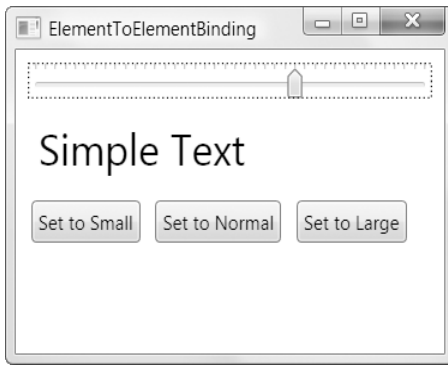 ElementToElementBinding
Simple Text
Set to Small Set to Normal Set to Large